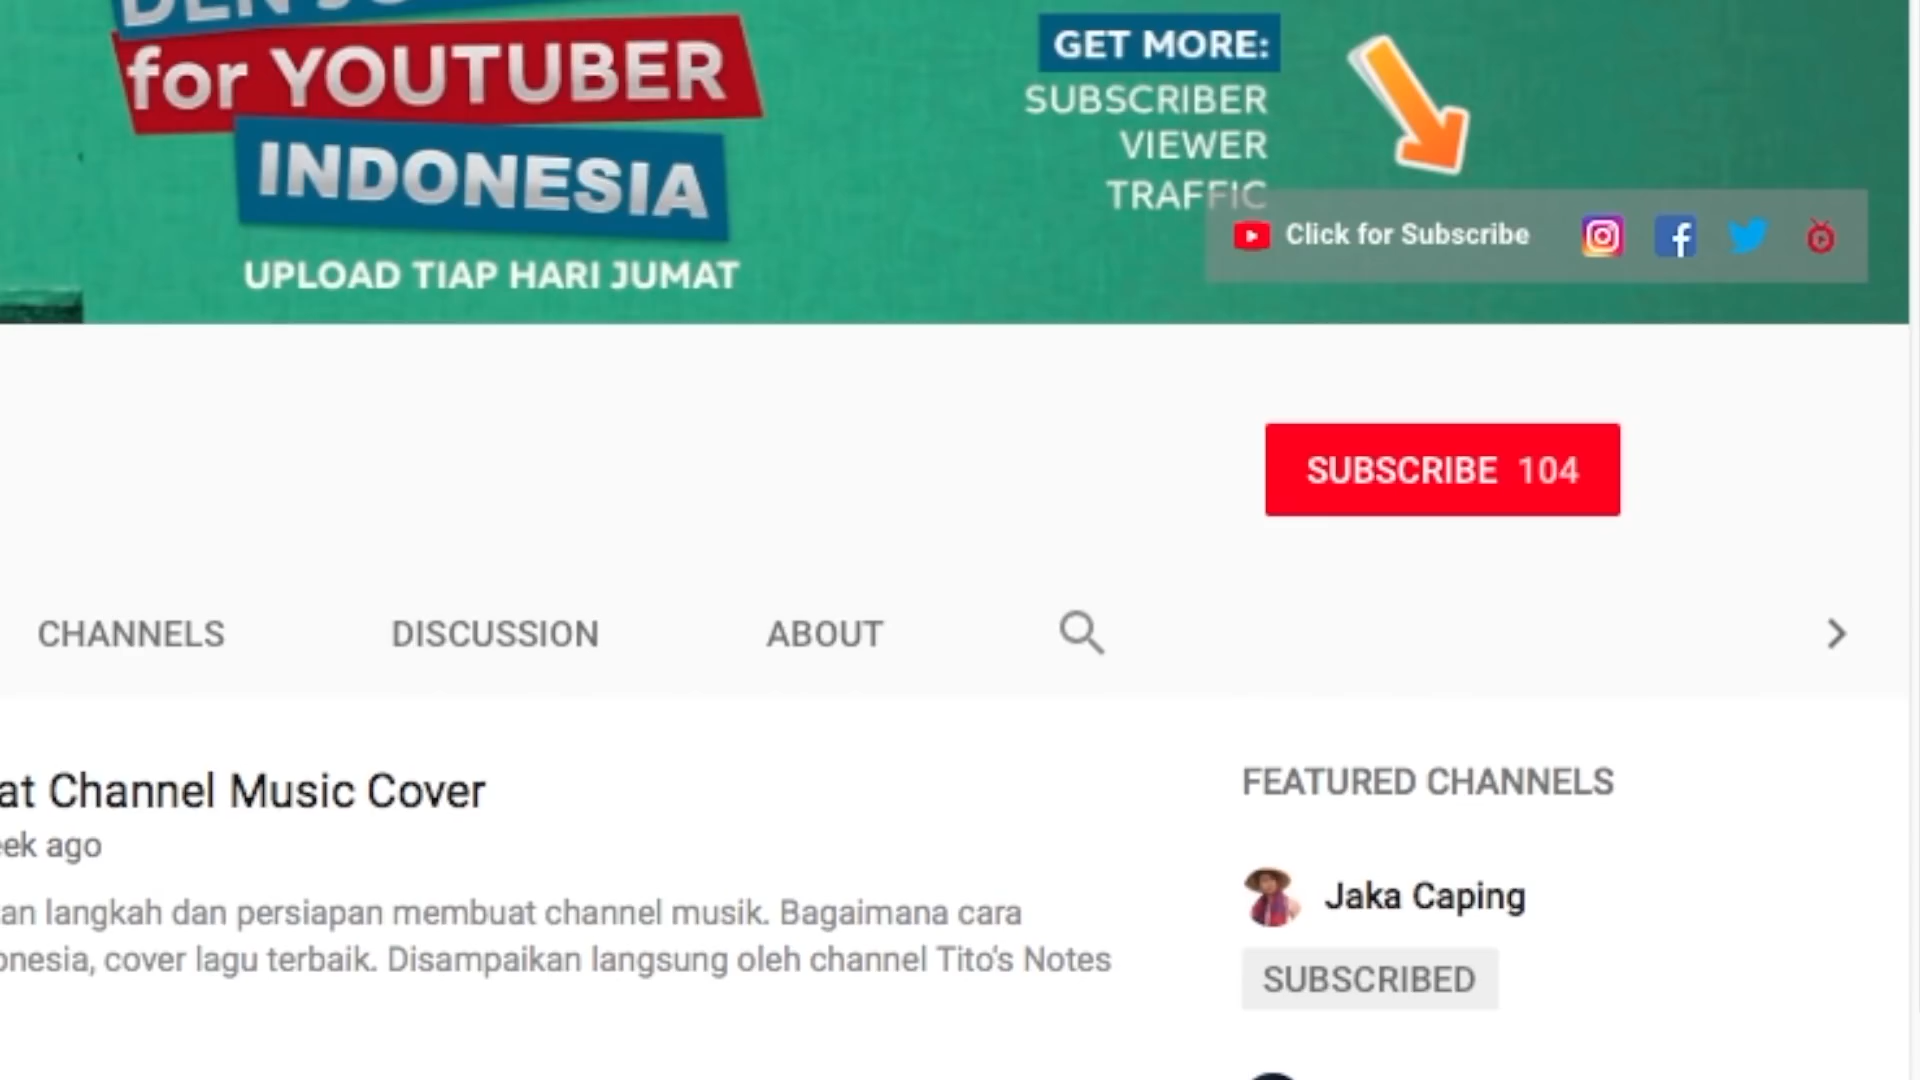 for YOUTUBER
INDONESIA
UPLOAD TIAP HARI JUMAT
GET MORE:
SUBSCRIBER
VIEWER
TRAFFIC
Click for Subscribe
SUBSCRIBE 104
CHANNELS DISCUSSION ABOUT
at Channel Music Cover
eek ago
an langkah dan persiapan membuat channel musik. Bagaimana cara
onesia, cover lagu terbaik. Disampaikan langsung oleh channel Tito's Notes
FEATURED CHANNELS
Jaka Caping
SUBSCRIBED